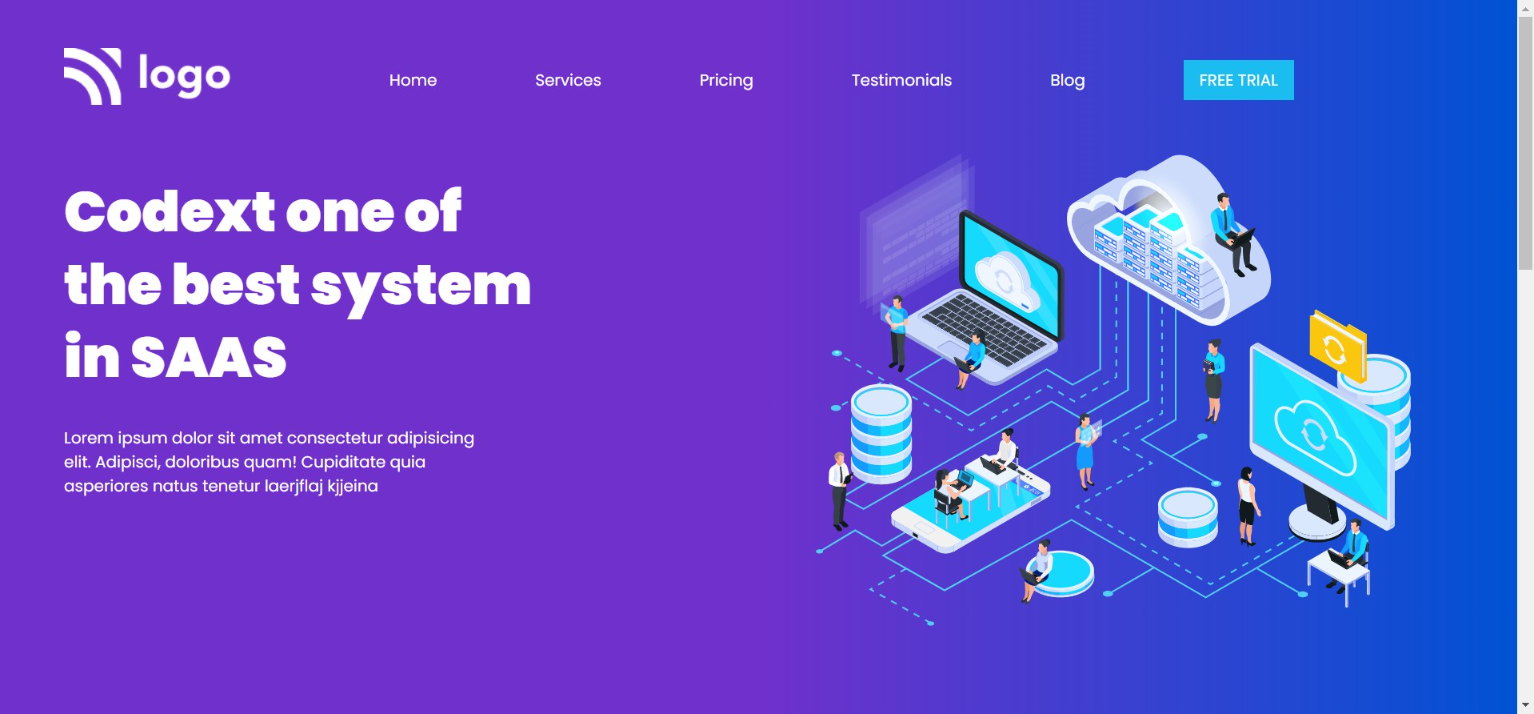 logo
Home Services Pricing Testimonials Blog FREE TRIAL
Codext one of
the best system
in SAAS
Lorem ipsum dolor sit amet consectetur adipisicing
elit. Adipisci, doloribus quam! Cupiditate quia
asperiores natus tenetur laerjflaj kjjeina